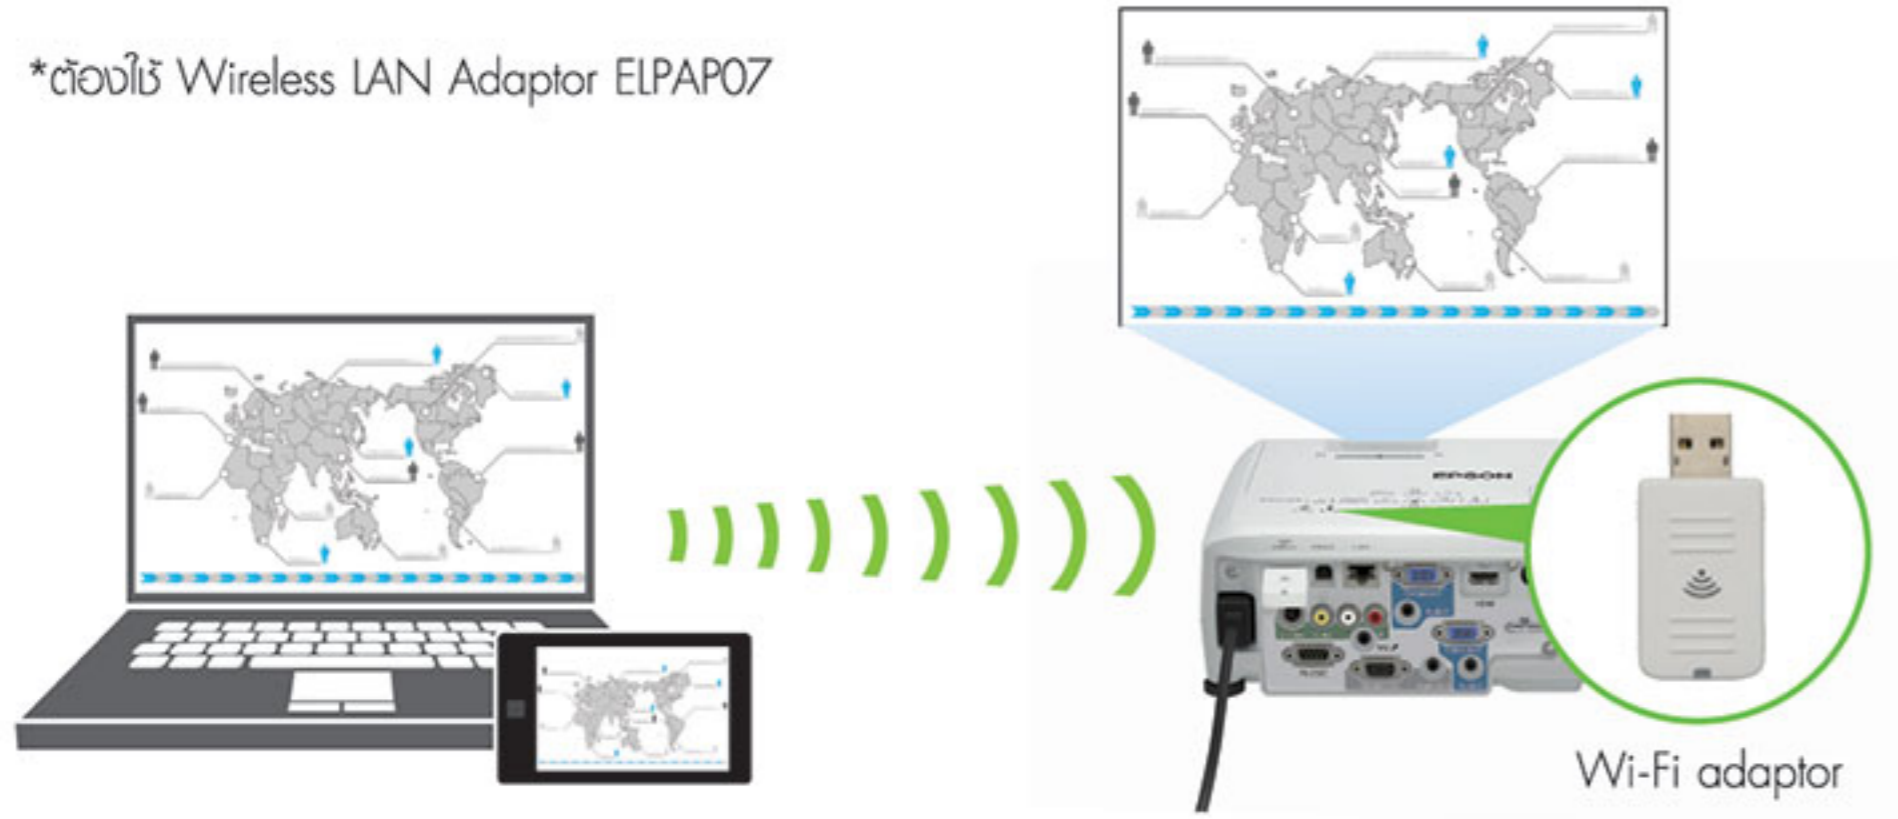 *ต้องใช้ Wireless LAN Adaptor ELPAP07
EPSON
Wi-Fi adaptor